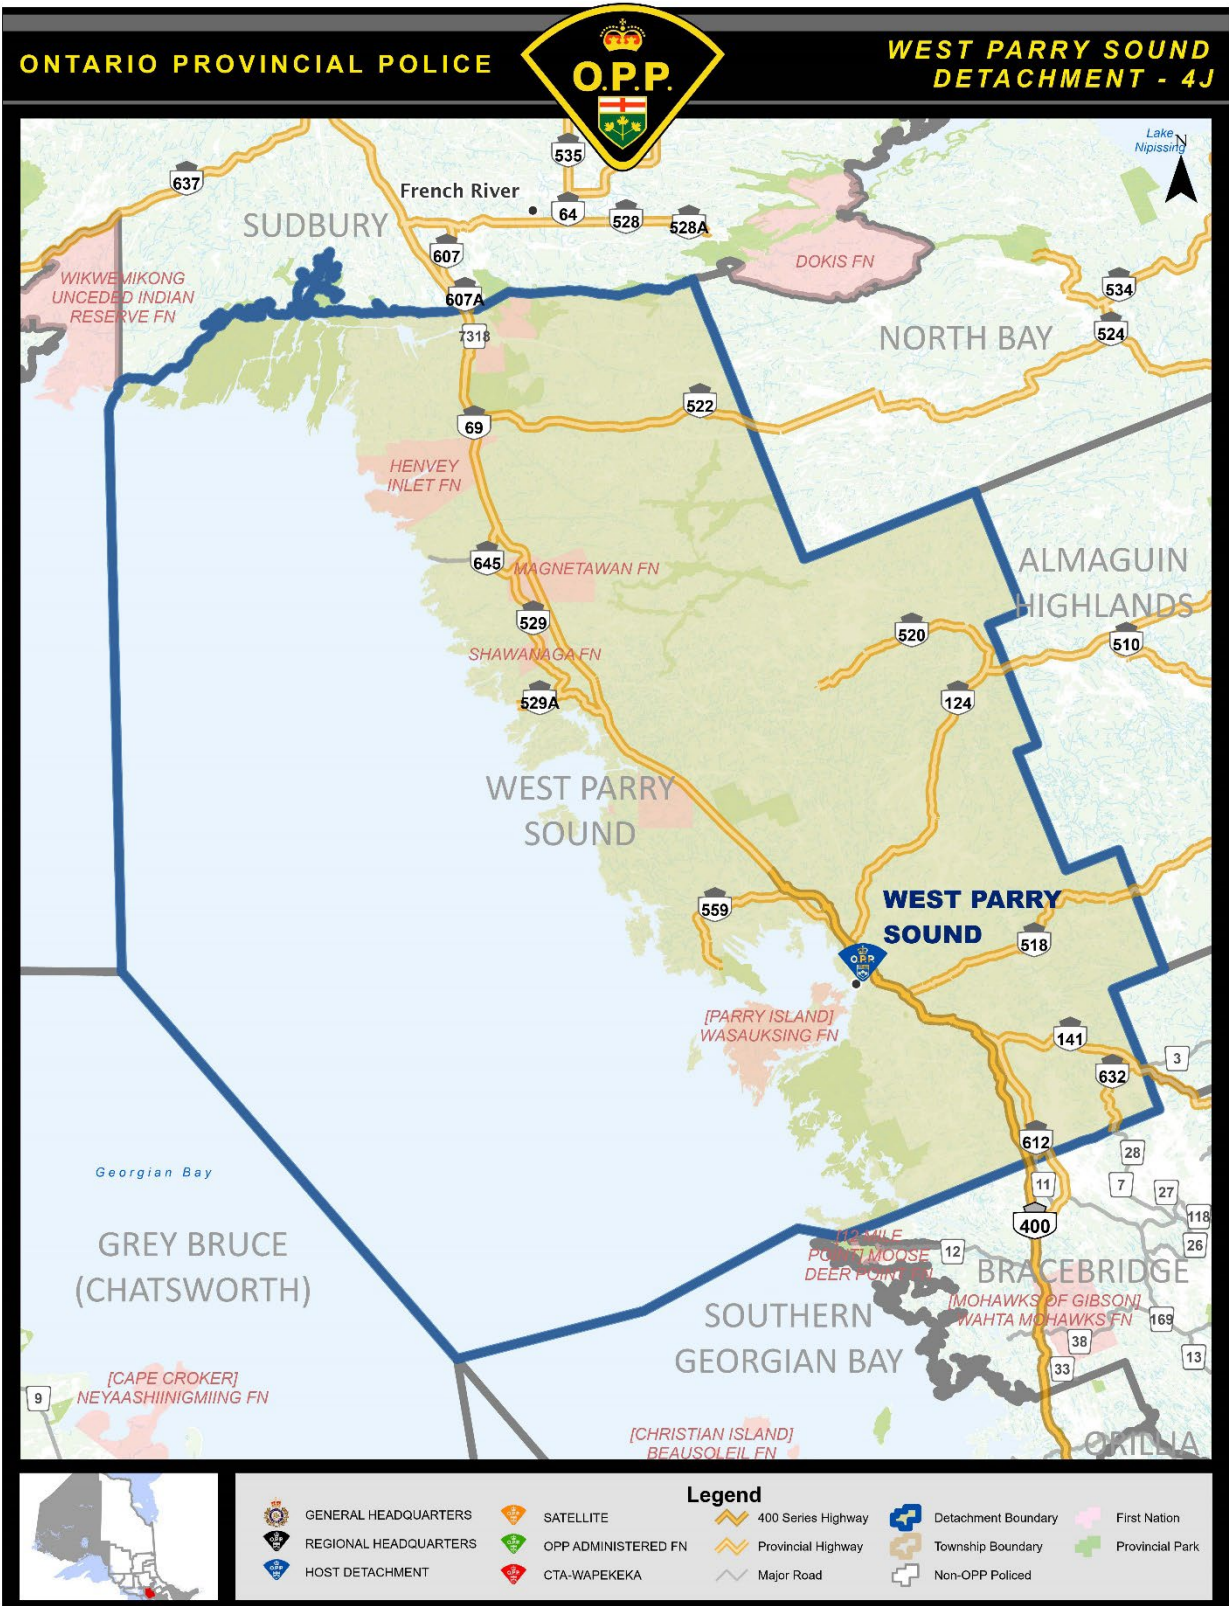 ONTARIO PROVINCIAL POLICE
O.P.P.
WEST PARRY SOUND
DETACHMENT - 4J
Lake
Nipissing
N
535
637
French River
64
528
528A
SUDBURY
607
DOKIS FN
WIKWEMIKONG
UNCEDED INDIAN
RESERVE FN
607A
534
7318
NORTH BAY
524
522
69
HENVEY
INLET FN
645
MAGNETAWAN FN
ALMAGUIN
HIGHLANDS
529
520
510
SHAWANAGA FN
529A
124
WEST PARRY
SOUND
559
WEST PARRY
SOUND
518
O.P.P.
[PARRY ISLAND]
WASAUKSING FN
141
3
632
612
28
Georgian Bay
11
7
27
118
400
26
GREY BRUCE
(CHATSWORTH)
[12 MILE
POINT] MOOSE
DEER POINT FN
12
BRACEBRIDGE
[MOHAWKS OF GIBSON]
WAHTA MOHAWKS FN
SOUTHERN
GEORGIAN BAY
169
38
13
33
[CAPE CROKER]
NEYAASHIINIGMIING FN
9
[CHRISTIAN ISLAND]
BEAUSOLEIL FN
ORILLIA
Legend
GENERAL HEADQUARTERS
REGIONAL HEADQUARTERS
HOST DETACHMENT
SATELLITE
OPP ADMINISTERED FN
CTA-WAPEKEKA
400 Series Highway
Provincial Highway
Major Road
Detachment Boundary
Township Boundary
Non-OPP Policed
First Nation
Provincial Park